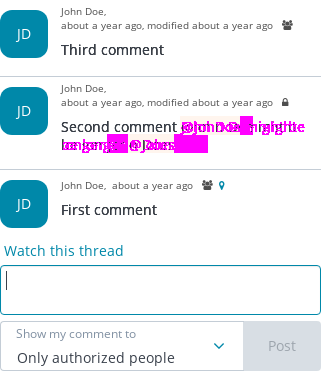 JD
John Doe,
about a year ago, modified about a year ago
Third comment
JD
John Doe,
about a year ago, modified about a year ago
Second comment
JD
John Doe, about a year ago
First comment
Watch this thread
Show my comment to
Only authorized people
Post